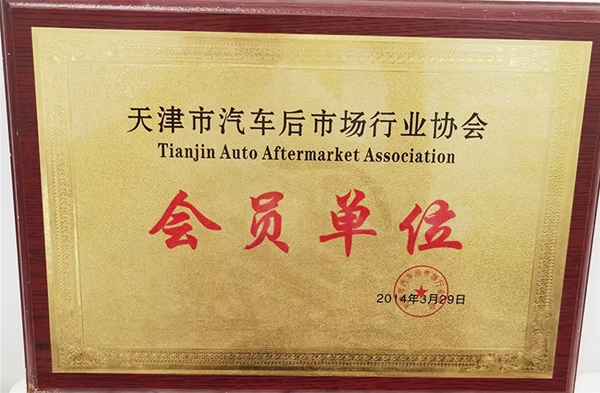 天津市汽车后市场行业协会
Tianjin Auto Aftermarket Association
会员单位
2014年3月29日